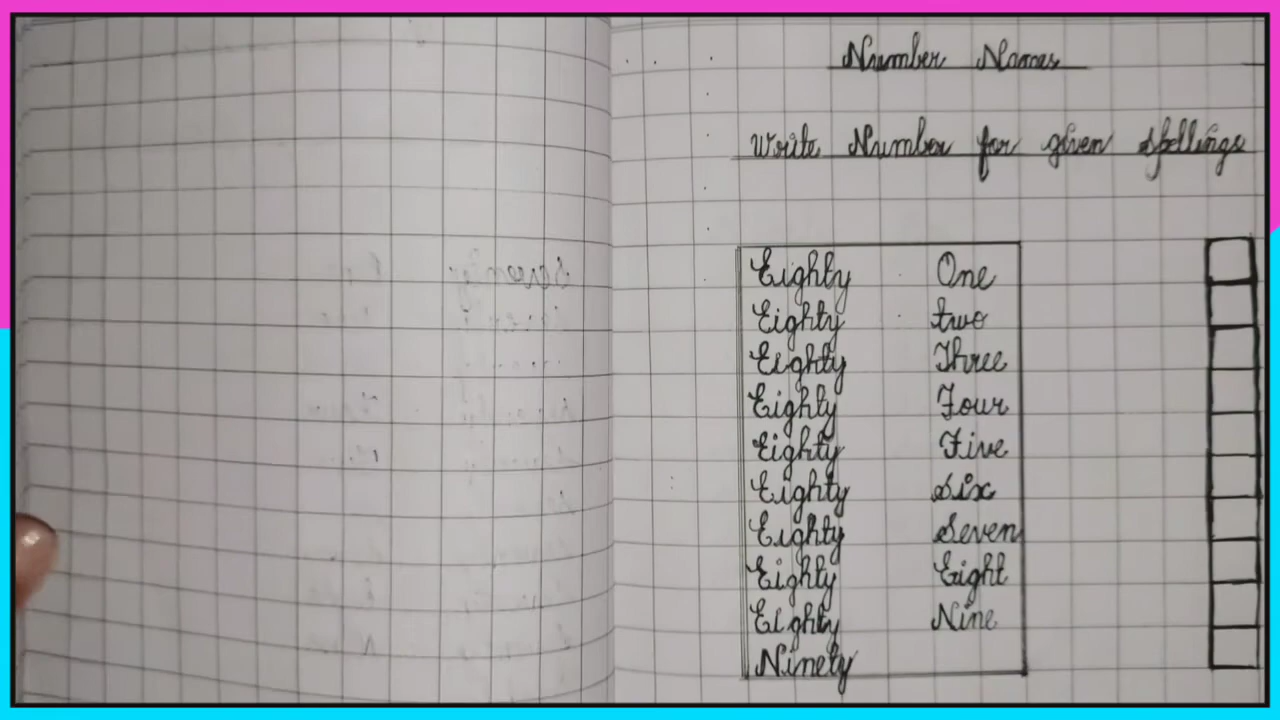 Number Names
Write Number for given spellings
Eighty One
Eighty two
Eighty Three
Eighty Four
Eighty Five
Eighty six
Eighty Seven
Eighty Eight
Eighty Nine
Ninety